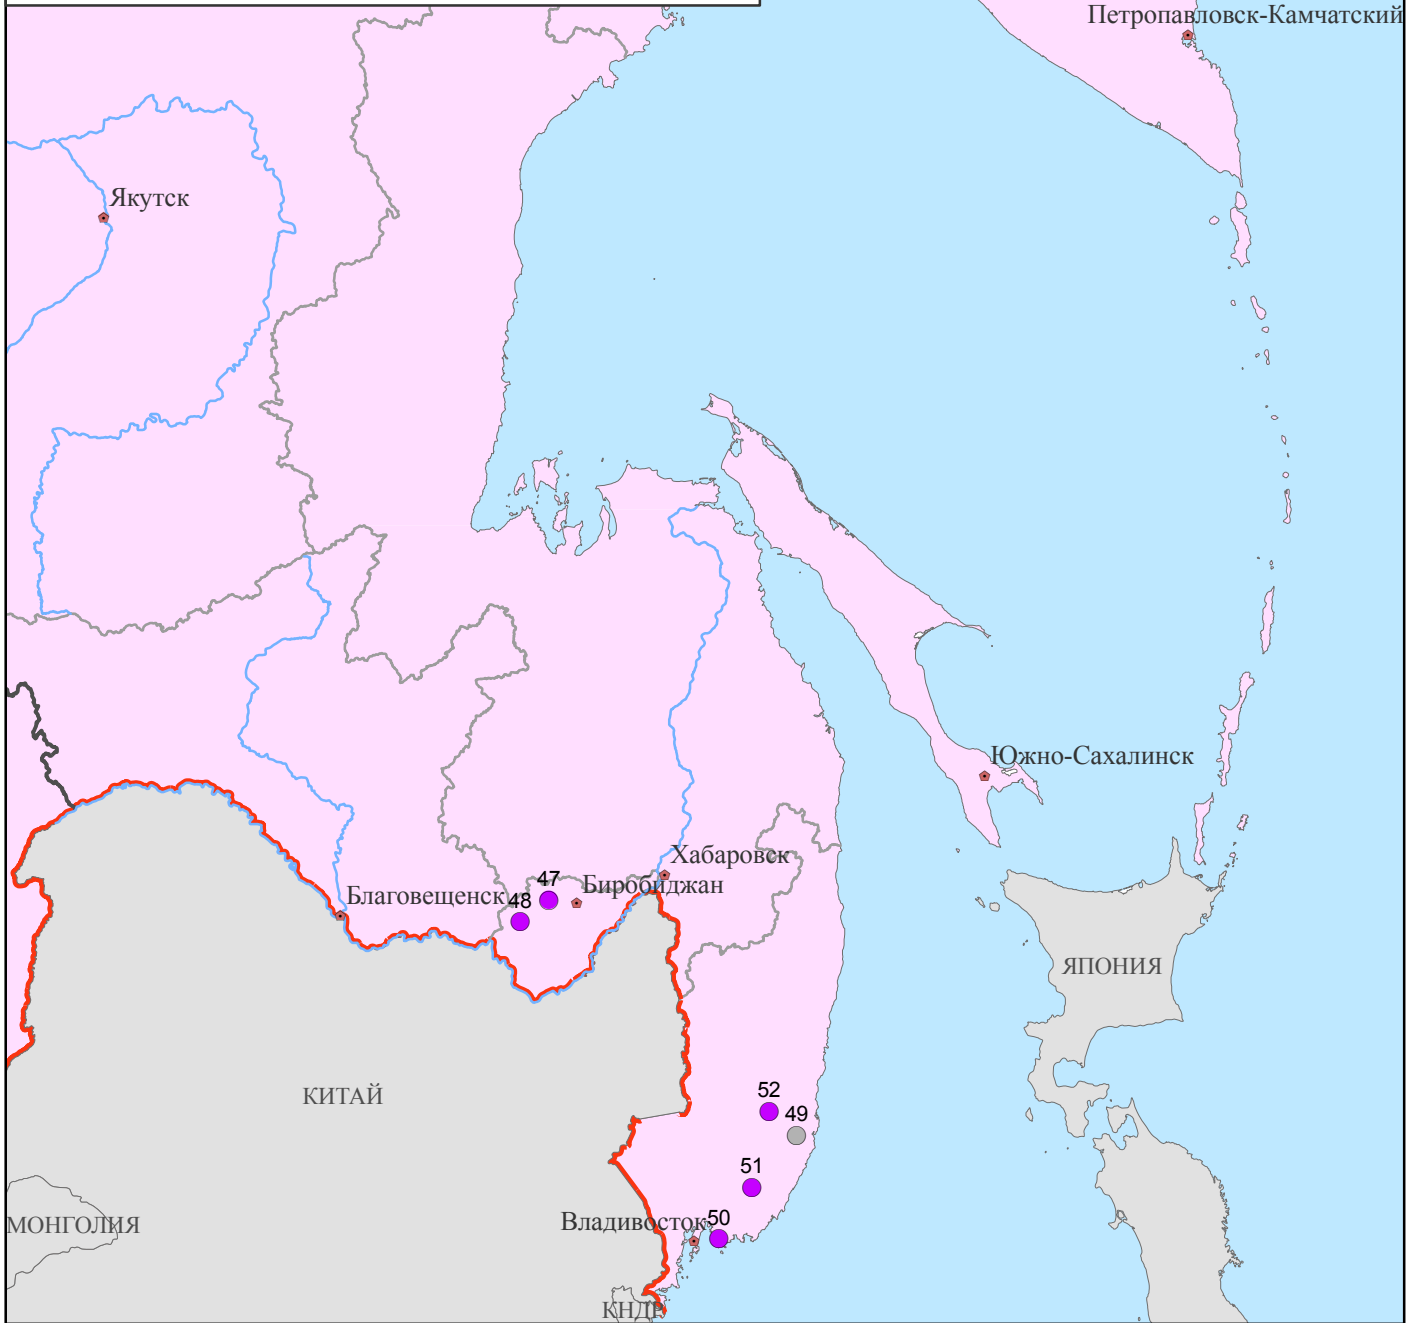 Петропавловск-Камчатский
Якутск
Южно-Сахалинск
Хабаровск
47
Биробиджан
Благовещенск
48
ЯПОНИЯ
КИТАЙ
52
49
51
МОНГОЛИЯ
Владивосток
50
КНДР